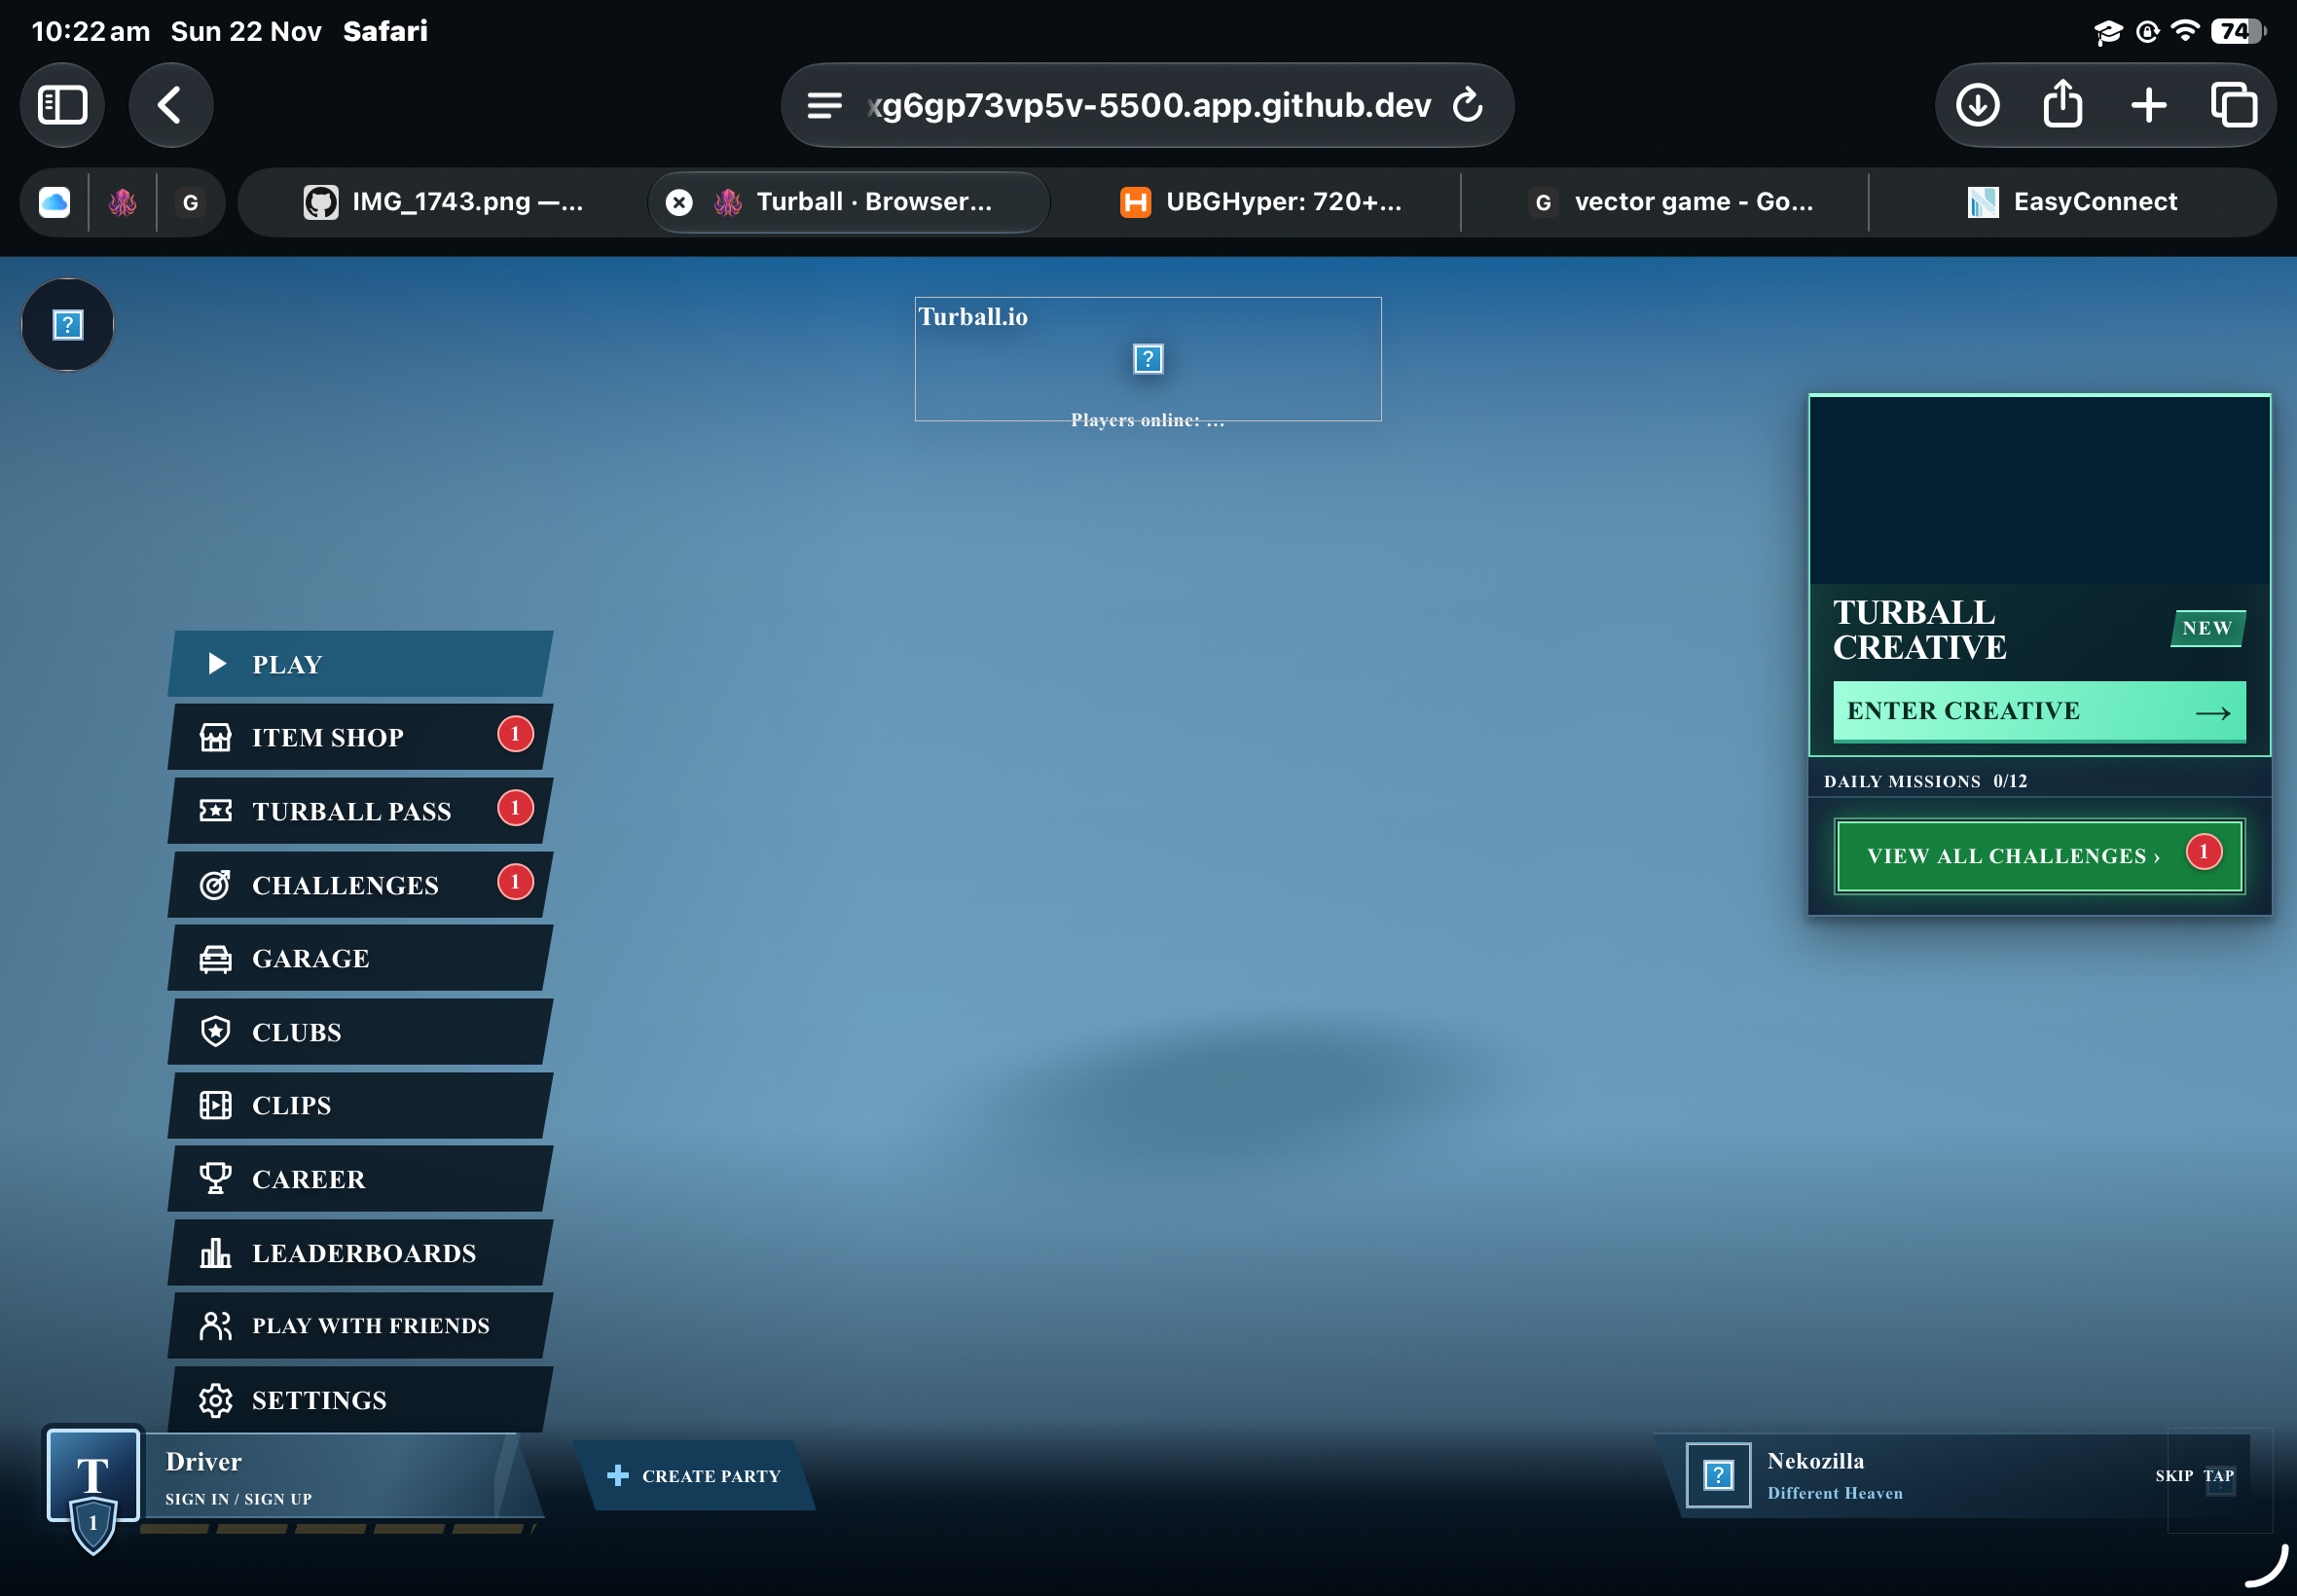 10:22 am Sun 22 Nov Safari
74
xg6gp73vp5v-5500.app.github.dev
G
IMG_1743.png —...
Turball · Browser...
UBGHyper: 720+...
G vector game - Go...
EasyConnect
Turball.io
Players online: ...
TURBALL
CREATIVE
NEW
ENTER CREATIVE →
DAILY MISSIONS 0/12
VIEW ALL CHALLENGES › 1
PLAY
ITEM SHOP 1
TURBALL PASS 1
CHALLENGES 1
GARAGE
CLUBS
CLIPS
CAREER
LEADERBOARDS
PLAY WITH FRIENDS
SETTINGS
T
1
Driver
SIGN IN / SIGN UP
CREATE PARTY
Nekozilla
Different Heaven
SKIP TAP